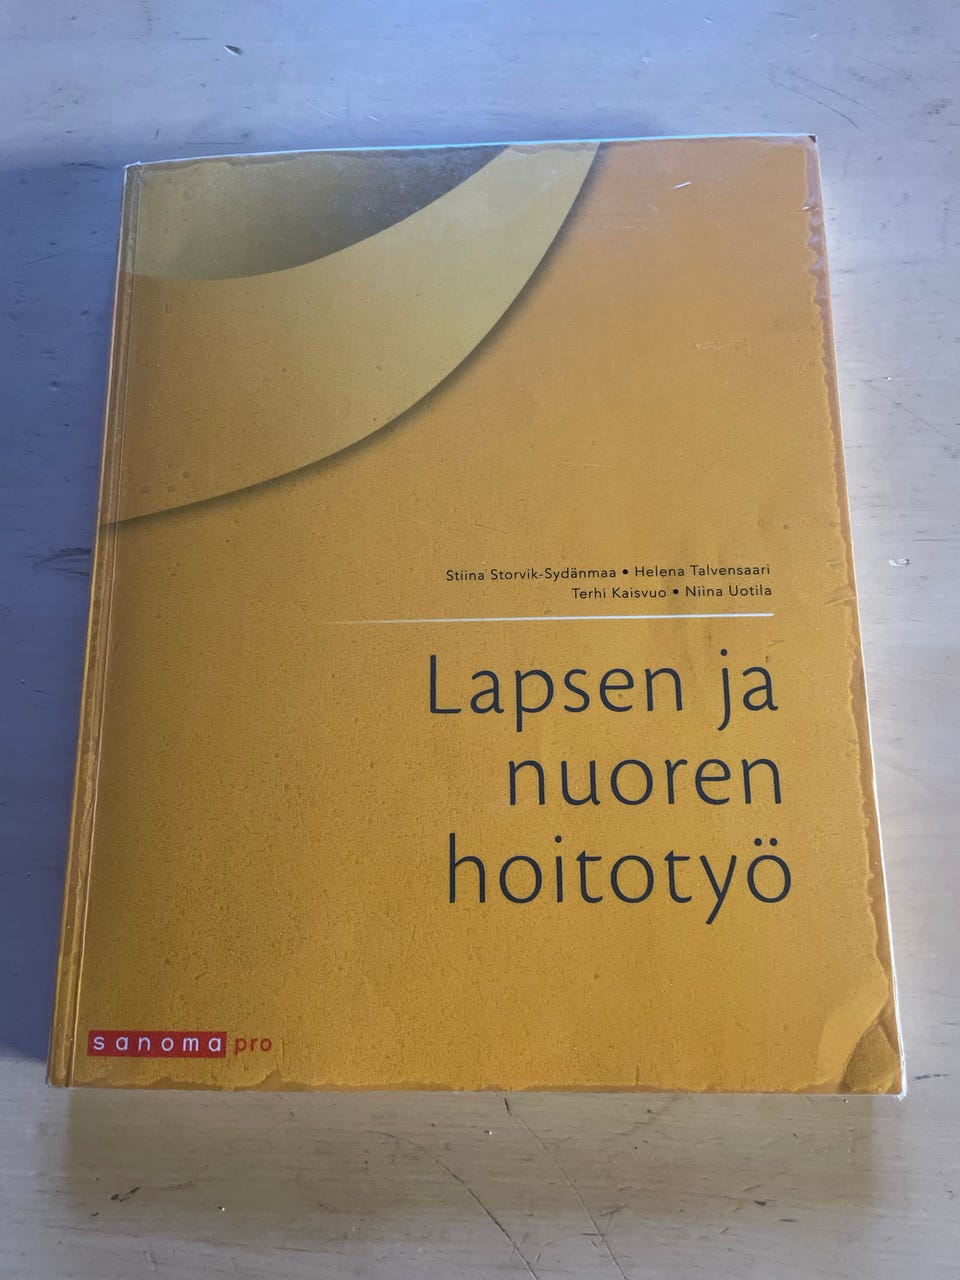 Stiina Storvik-Sydänmaa • Helena Talvensaari
Terhi Kaisvuo • Niina Uotila
Lapsen ja
nuoren
hoitotyö
sanoma pro